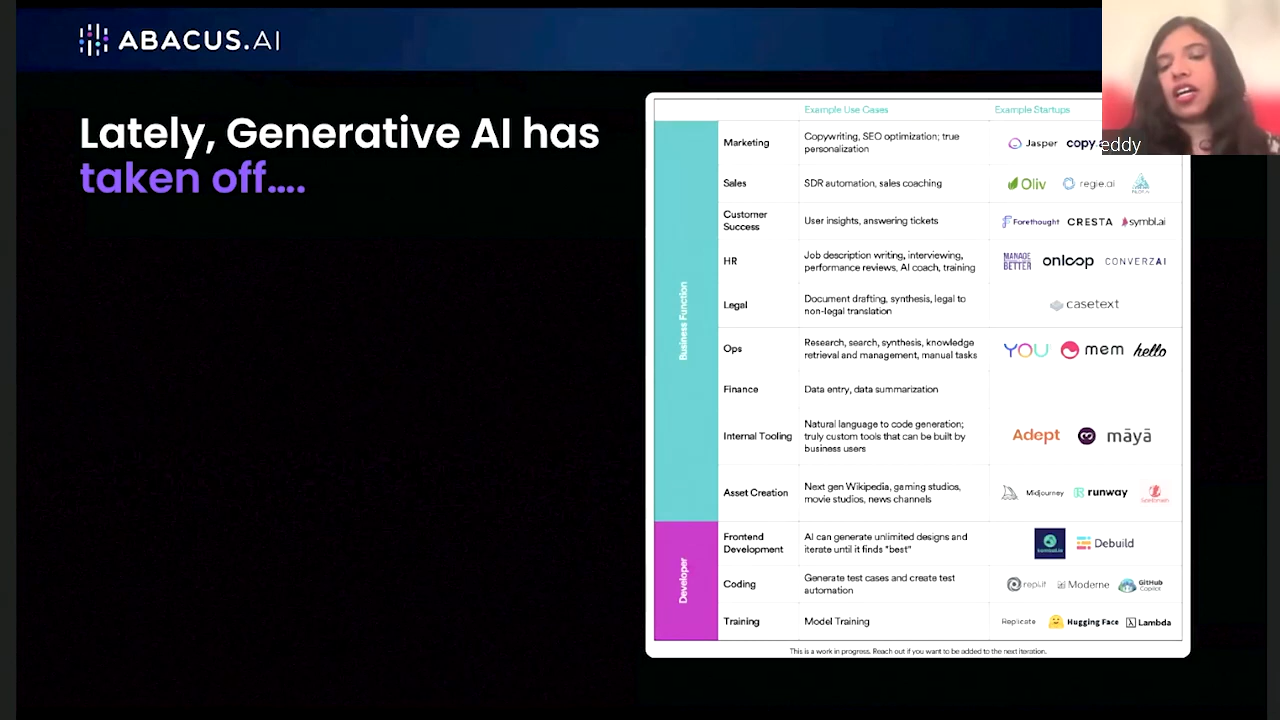 ABACUS.AI
Lately, Generative AI has
taken off....
eddy
Example Use Cases
Example Startups
Business Function
Marketing
Copywriting, SEO optimization; true
personalization
Jasper
copy.
Sales
SDR automation, sales coaching
Oliv
regie.ai
Customer
Success
User insights, answering tickets
Forethought
CRESTA
symbl.ai
HR
Job description writing, interviewing,
performance reviews, AI coach, training
MANAGE
BETTER
onloop
CONVERZAI
Legal
Document drafting, synthesis, legal to
non-legal translation
casetext
Ops
Research, search, synthesis, knowledge
retrieval and management, manual tasks
YOU
mem
hello
Finance
Data entry, data summarization
Internal Tooling
Natural language to code generation;
truly custom tools that can be built by
business users
Adept
māyā
Asset Creation
Next gen Wikipedia, gaming studios,
movie studios, news channels
Midjourney
runway
Developer
Frontend
Development
AI can generate unlimited designs and
iterate until it finds "best"
Debuild
Coding
Generate test cases and create test
automation
repl.it
Moderne
GitHub
Copilot
Training
Model Training
Replicate
Hugging Face
Lambda
This is a work in progress. Reach out if you want to be added to the next iteration.